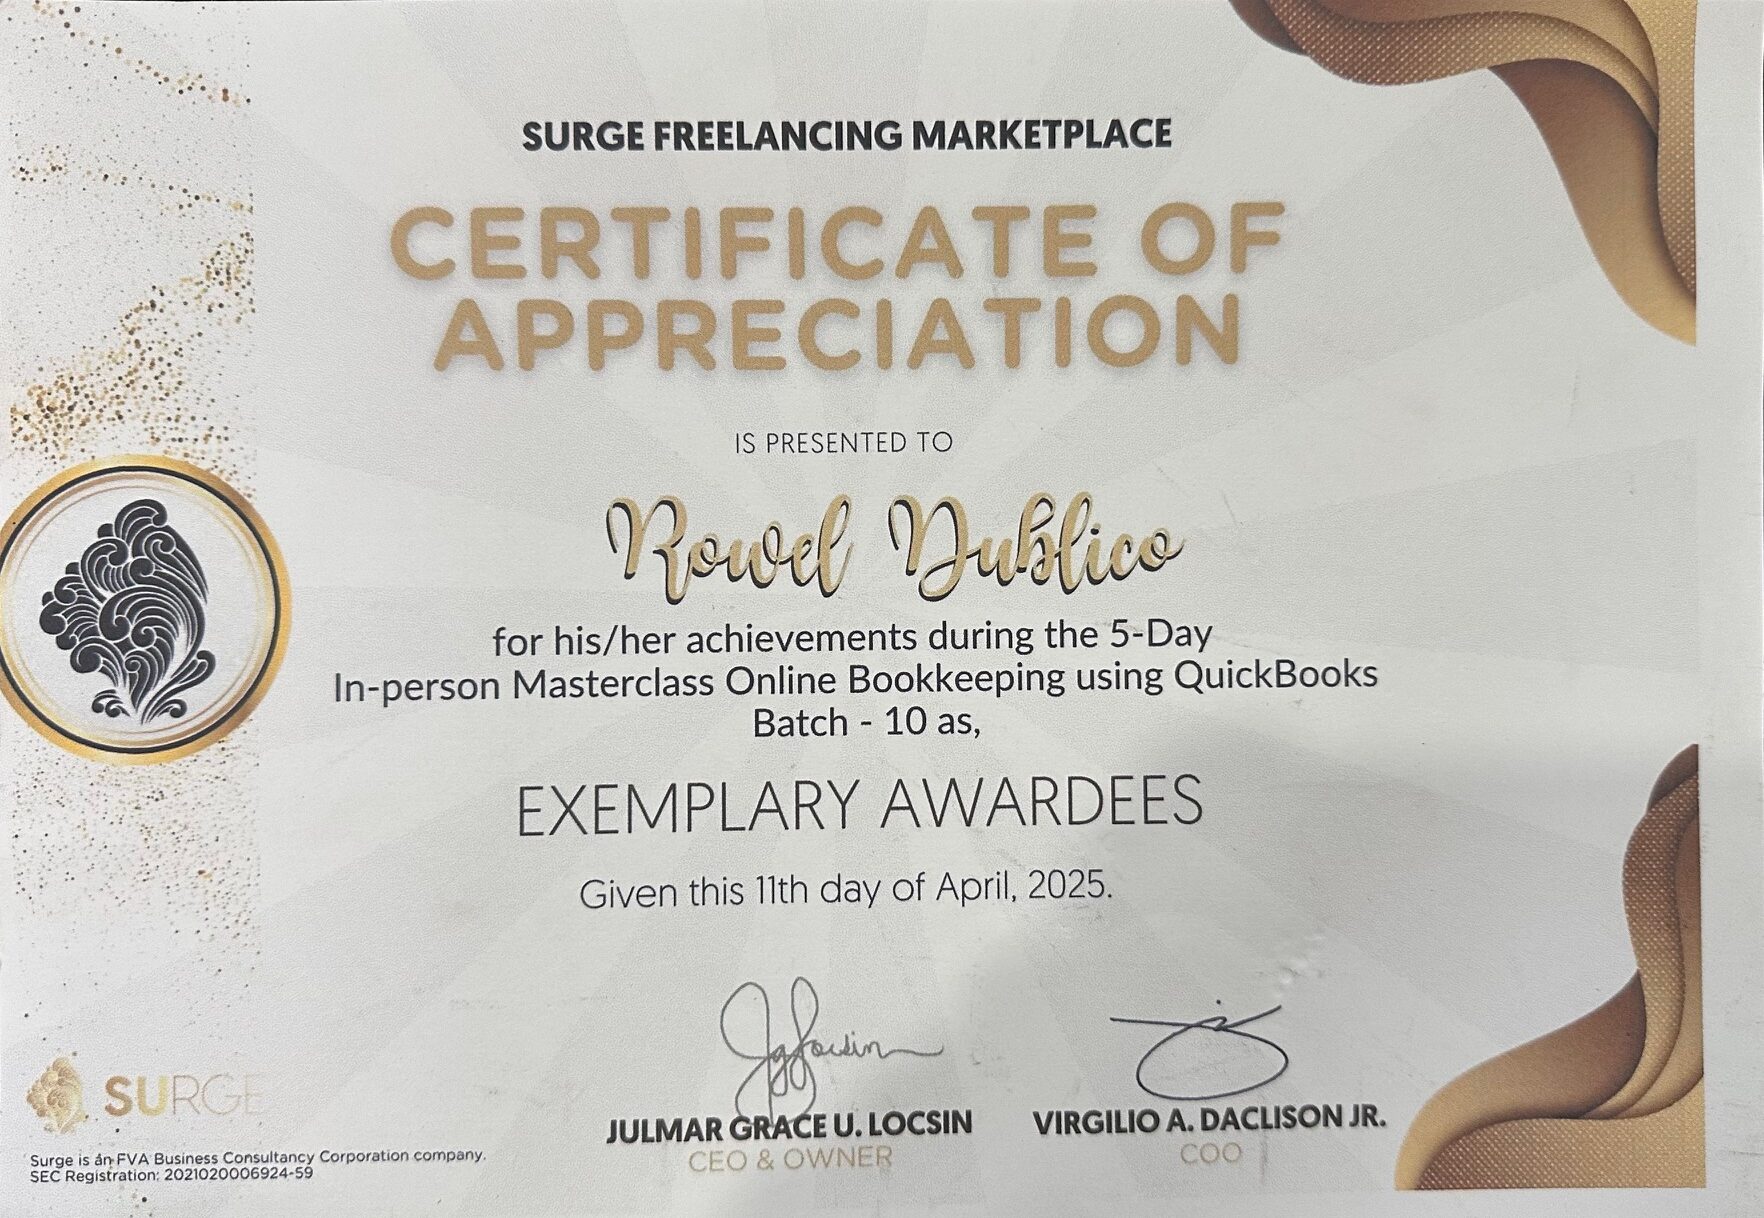 SURGE FREELANCING MARKETPLACE
CERTIFICATE OF
APPRECIATION
IS PRESENTED TO
Rowel Dublico
for his/her achievements during the 5-Day
In-person Masterclass Online Bookkeeping using QuickBooks
Batch - 10 as,
EXEMPLARY AWARDEES
Given this 11th day of April, 2025.
JULMAR GRACE U. LOCSIN
CEO & OWNER
VIRGILIO A. DACLISON JR.
COO
SURGE
Surge is an FVA Business Consultancy Corporation company.
SEC Registration: 2021020006924-59